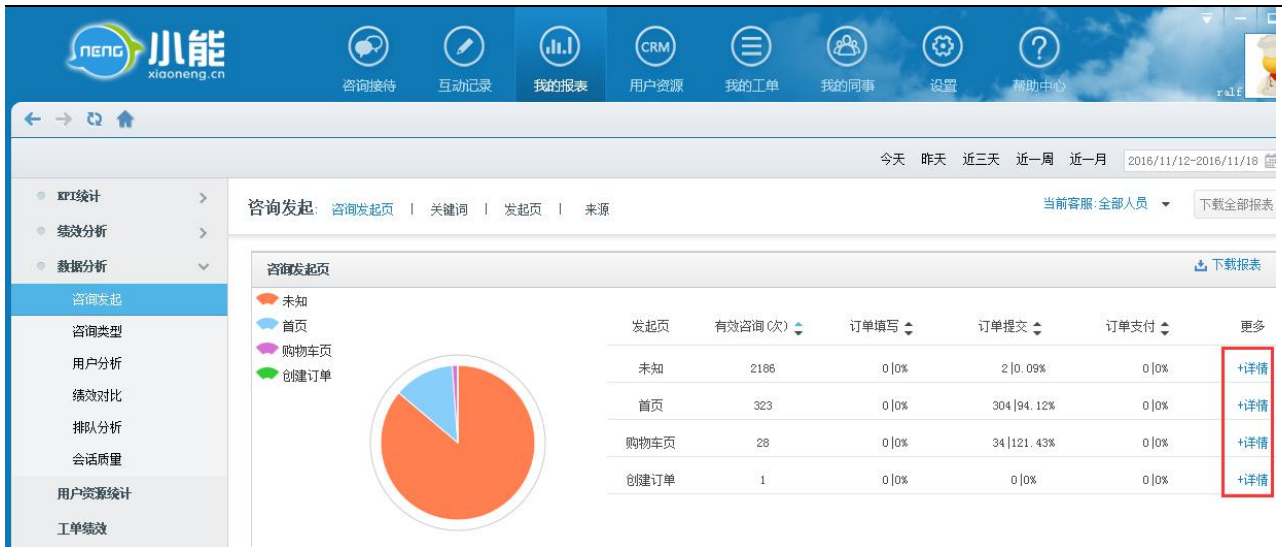 NENG 小能
xiaoneng.cn
咨询接待 互动记录 我的报表 CRM 用户资源 我的工单 我的同事 设置 ? 帮助中心
ralf
今天 昨天 近三天 近一周 近一月 2016/11/12-2016/11/18
KPI统计
绩效分析
数据分析
咨询发起
咨询类型
用户分析
绩效对比
排队分析
会话质量
用户资源统计
工单绩效
咨询发起: 咨询发起页 | 关键词 | 发起页 | 来源
当前客服:全部人员 下载全部报表
咨询发起页 下载报表
未知
首页
购物车页
创建订单
发起页 有效咨询(次) 订单填写 订单提交 订单支付 更多
未知 2186 0|0% 2|0.09% 0|0% +详情
首页 323 0|0% 304|94.12% 0|0% +详情
购物车页 28 0|0% 34|121.43% 0|0% +详情
创建订单 1 0|0% 0|0% 0|0% +详情